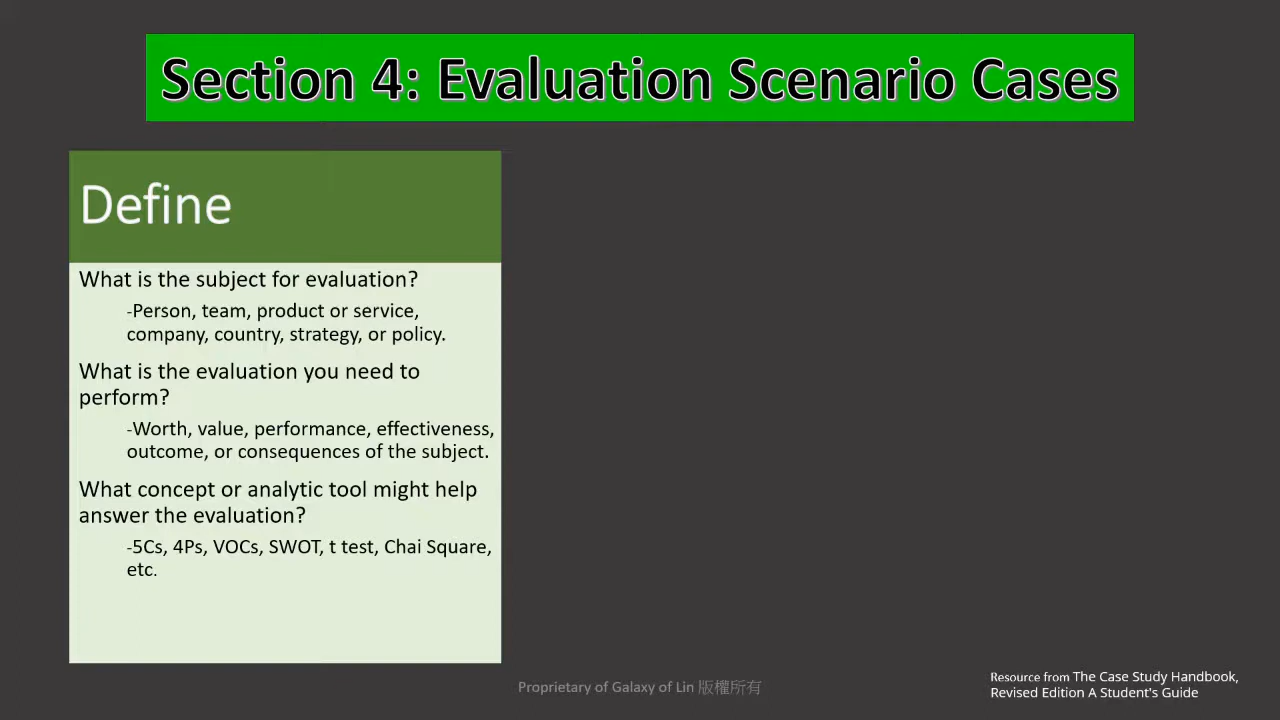 Section 4: Evaluation Scenario Cases
Define
What is the subject for evaluation?
-Person, team, product or service,
company, country, strategy, or policy.
What is the evaluation you need to
perform?
-Worth, value, performance, effectiveness,
outcome, or consequences of the subject.
What concept or analytic tool might help
answer the evaluation?
-5Cs, 4Ps, VOCs, SWOT, t test, Chai Square,
etc.
Proprietary of Galaxy of Lin 版權所有
Resource from The Case Study Handbook,
Revised Edition A Student's Guide